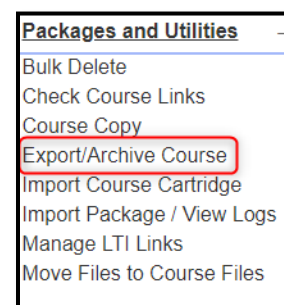 Packages and Utilities
Bulk Delete
Check Course Links
Course Copy
Export/Archive Course
Import Course Cartridge
Import Package / View Logs
Manage LTI Links
Move Files to Course Files